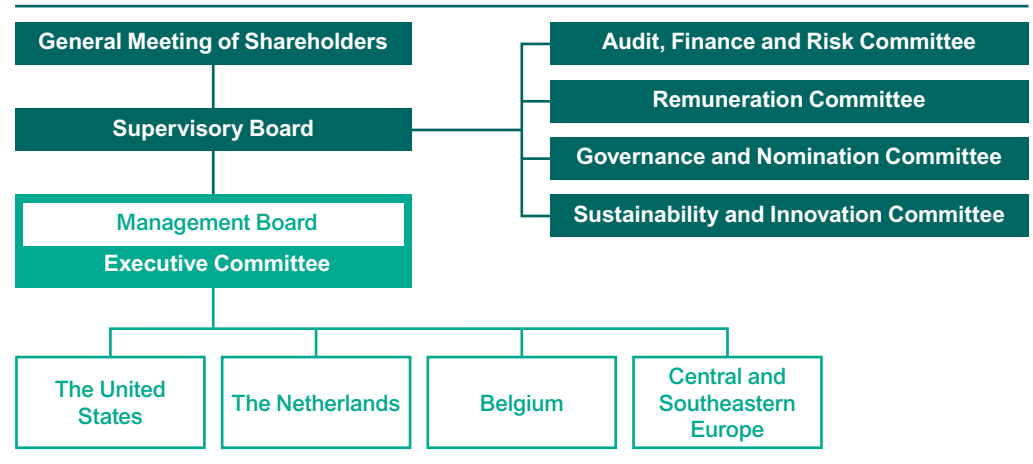 General Meeting of Shareholders
Supervisory Board
Management Board
Executive Committee
Audit, Finance and Risk Committee
Remuneration Committee
Governance and Nomination Committee
Sustainability and Innovation Committee
The United
States
The Netherlands
Belgium
Central and
Southeastern
Europe